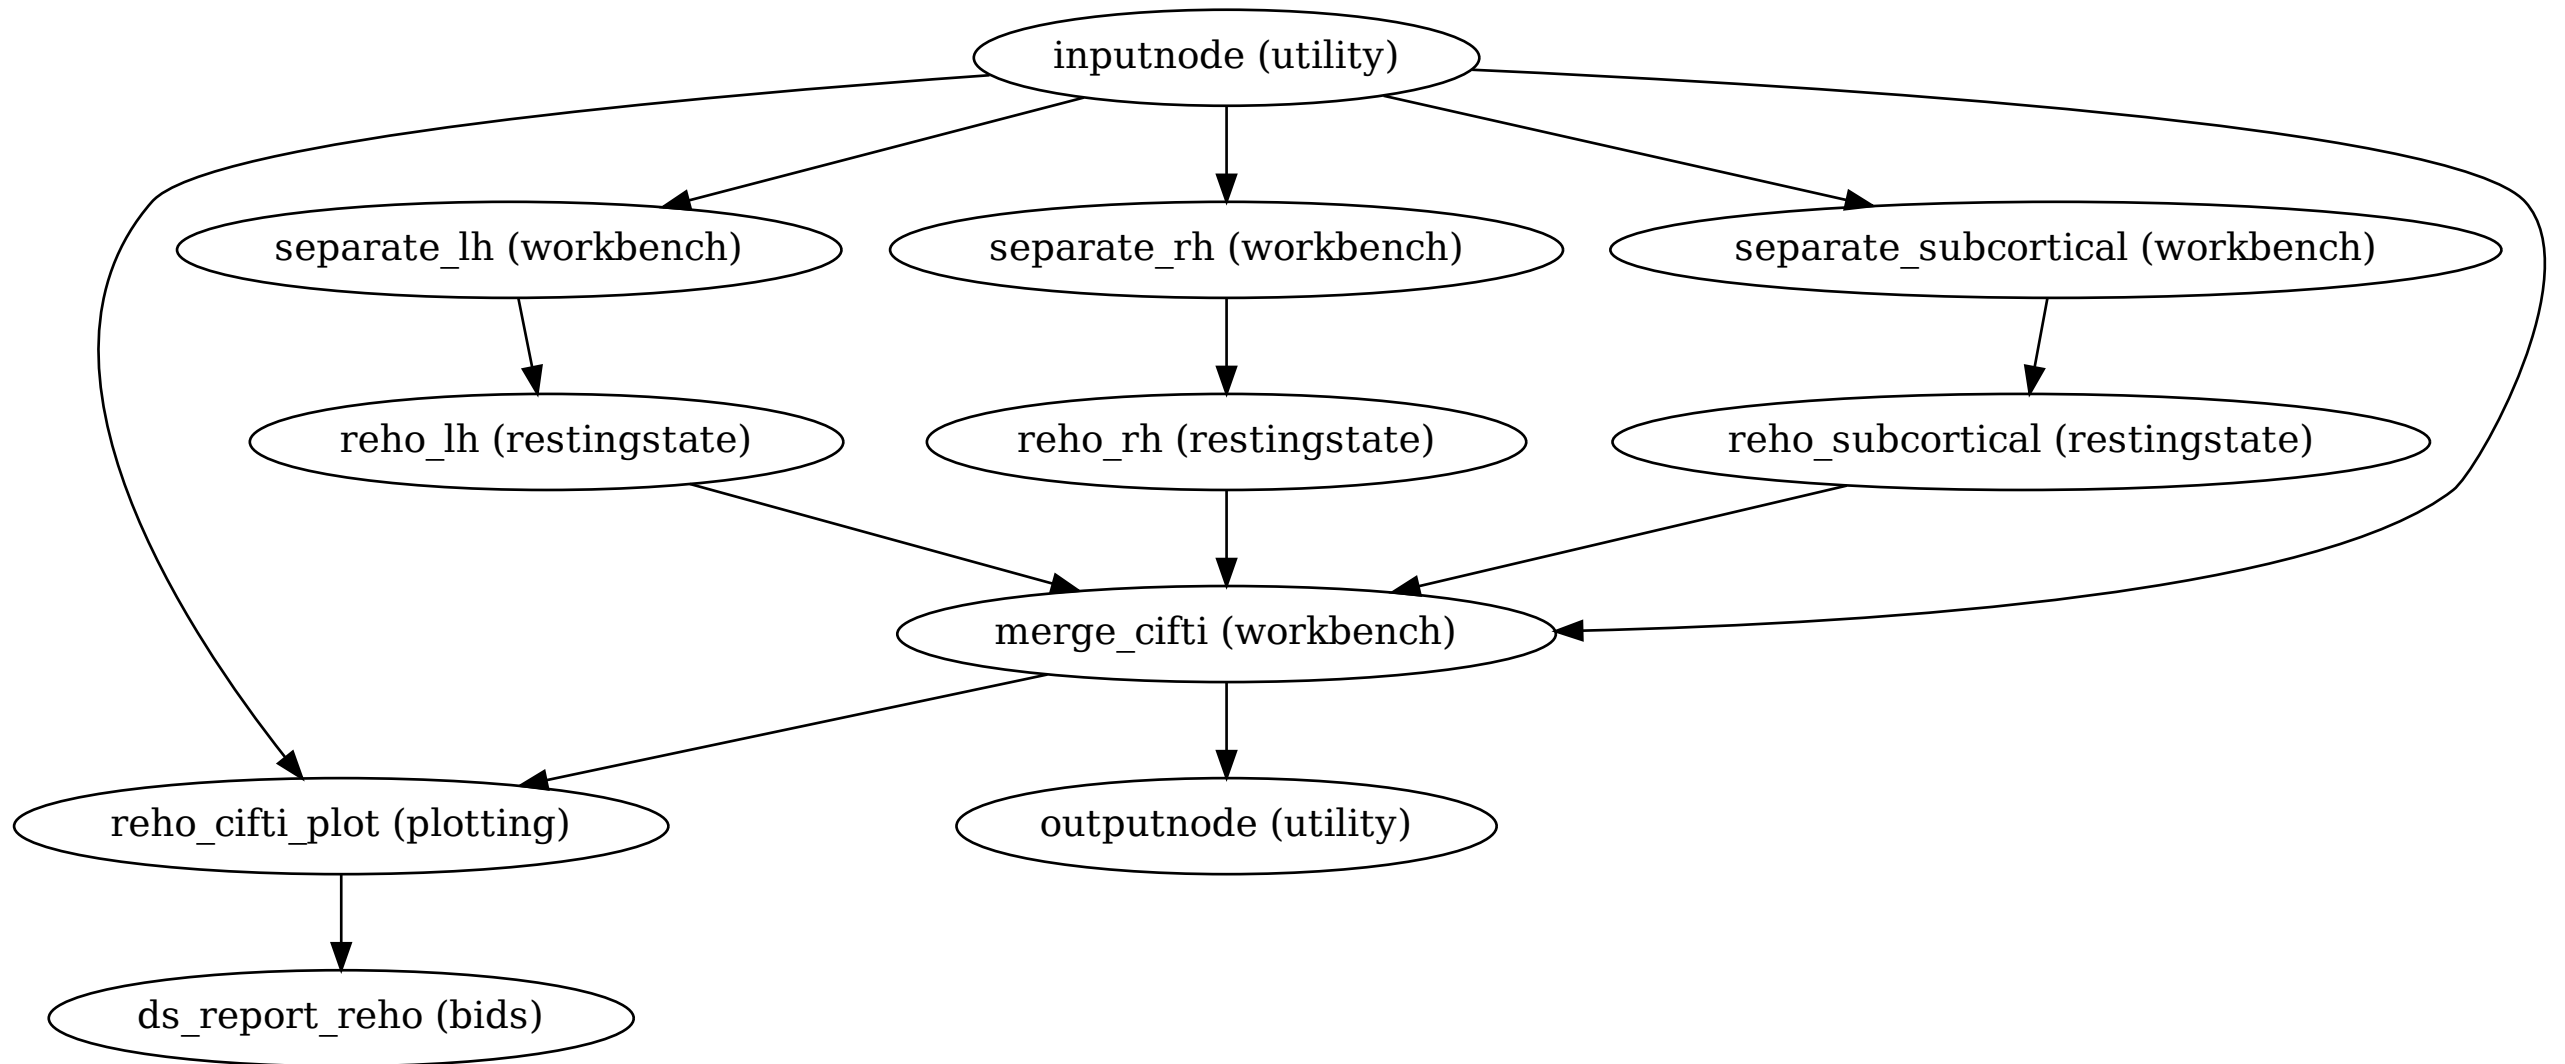 inputnode (utility)
separate_lh (workbench)
separate_rh (workbench)
separate_subcortical (workbench)
reho_lh (restingstate)
reho_rh (restingstate)
reho_subcortical (restingstate)
merge_cifti (workbench)
reho_cifti_plot (plotting)
outputnode (utility)
ds_report_reho (bids)